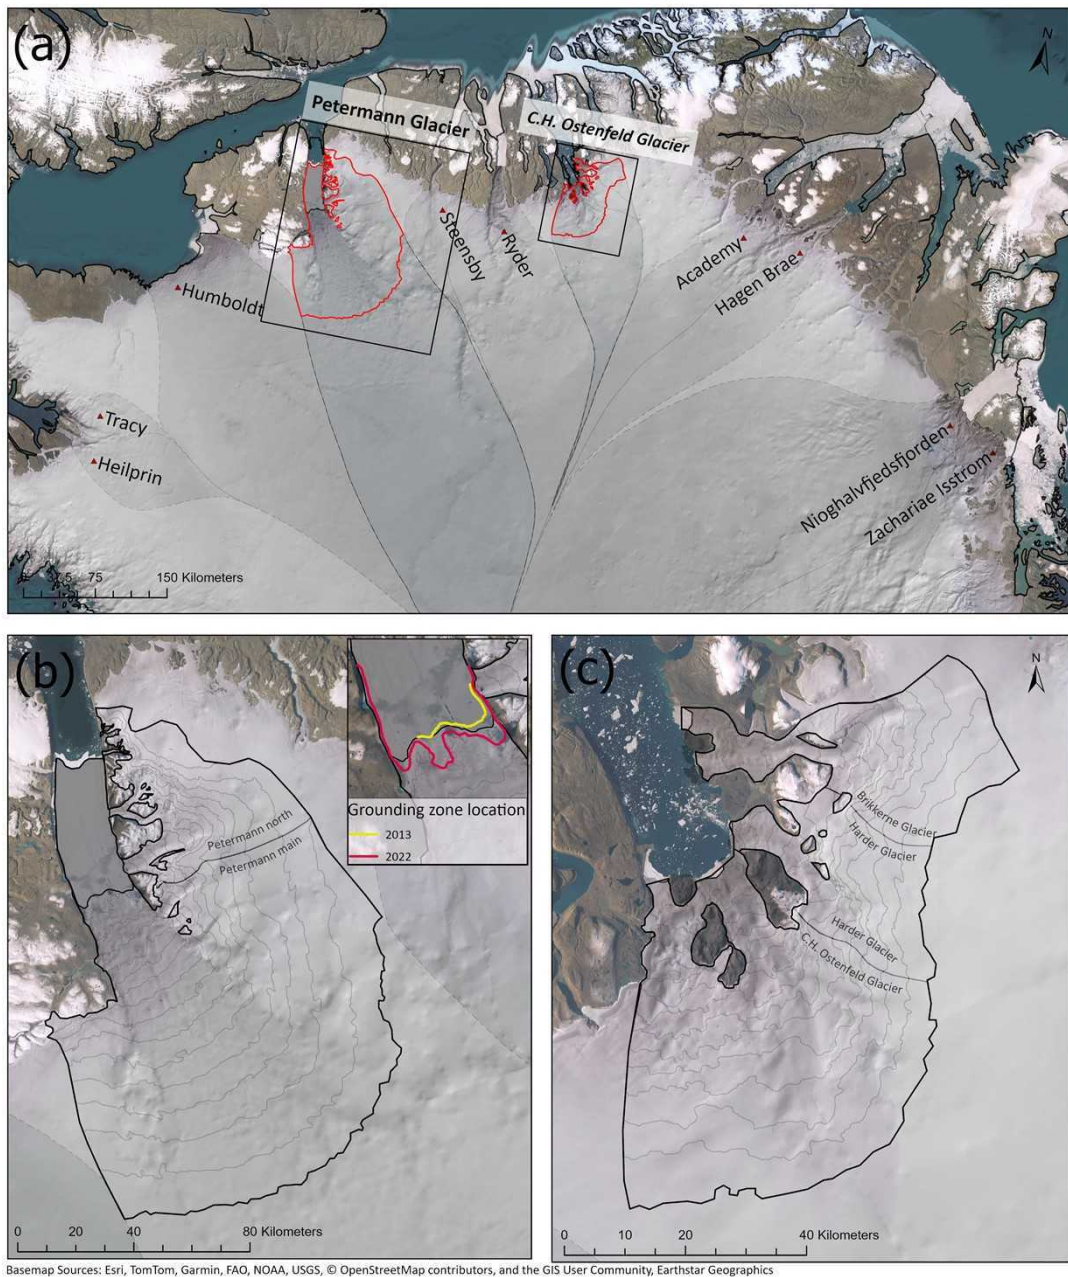 (a)
N
Petermann Glacier
C.H. Ostenfeld Glacier
Steensby
Ryder
Academy
Hagen Brae
Humboldt
Tracy
Heilprin
Nioghalvfjedsfjorden
Zachariae Isstrom
75 150 Kilometers
(b)
Petermann north
Petermann main
Grounding zone location
2013
2022
0 20 40 80 Kilometers
(c)
N
Brikkerne Glacier
Harder Glacier
Harder Glacier
C.H. Ostenfeld Glacier
0 10 20 40 Kilometers
Basemap Sources: Esri, TomTom, Garmin, FAO, NOAA, USGS, © OpenStreetMap contributors, and the GIS User Community, Earthstar Geographics